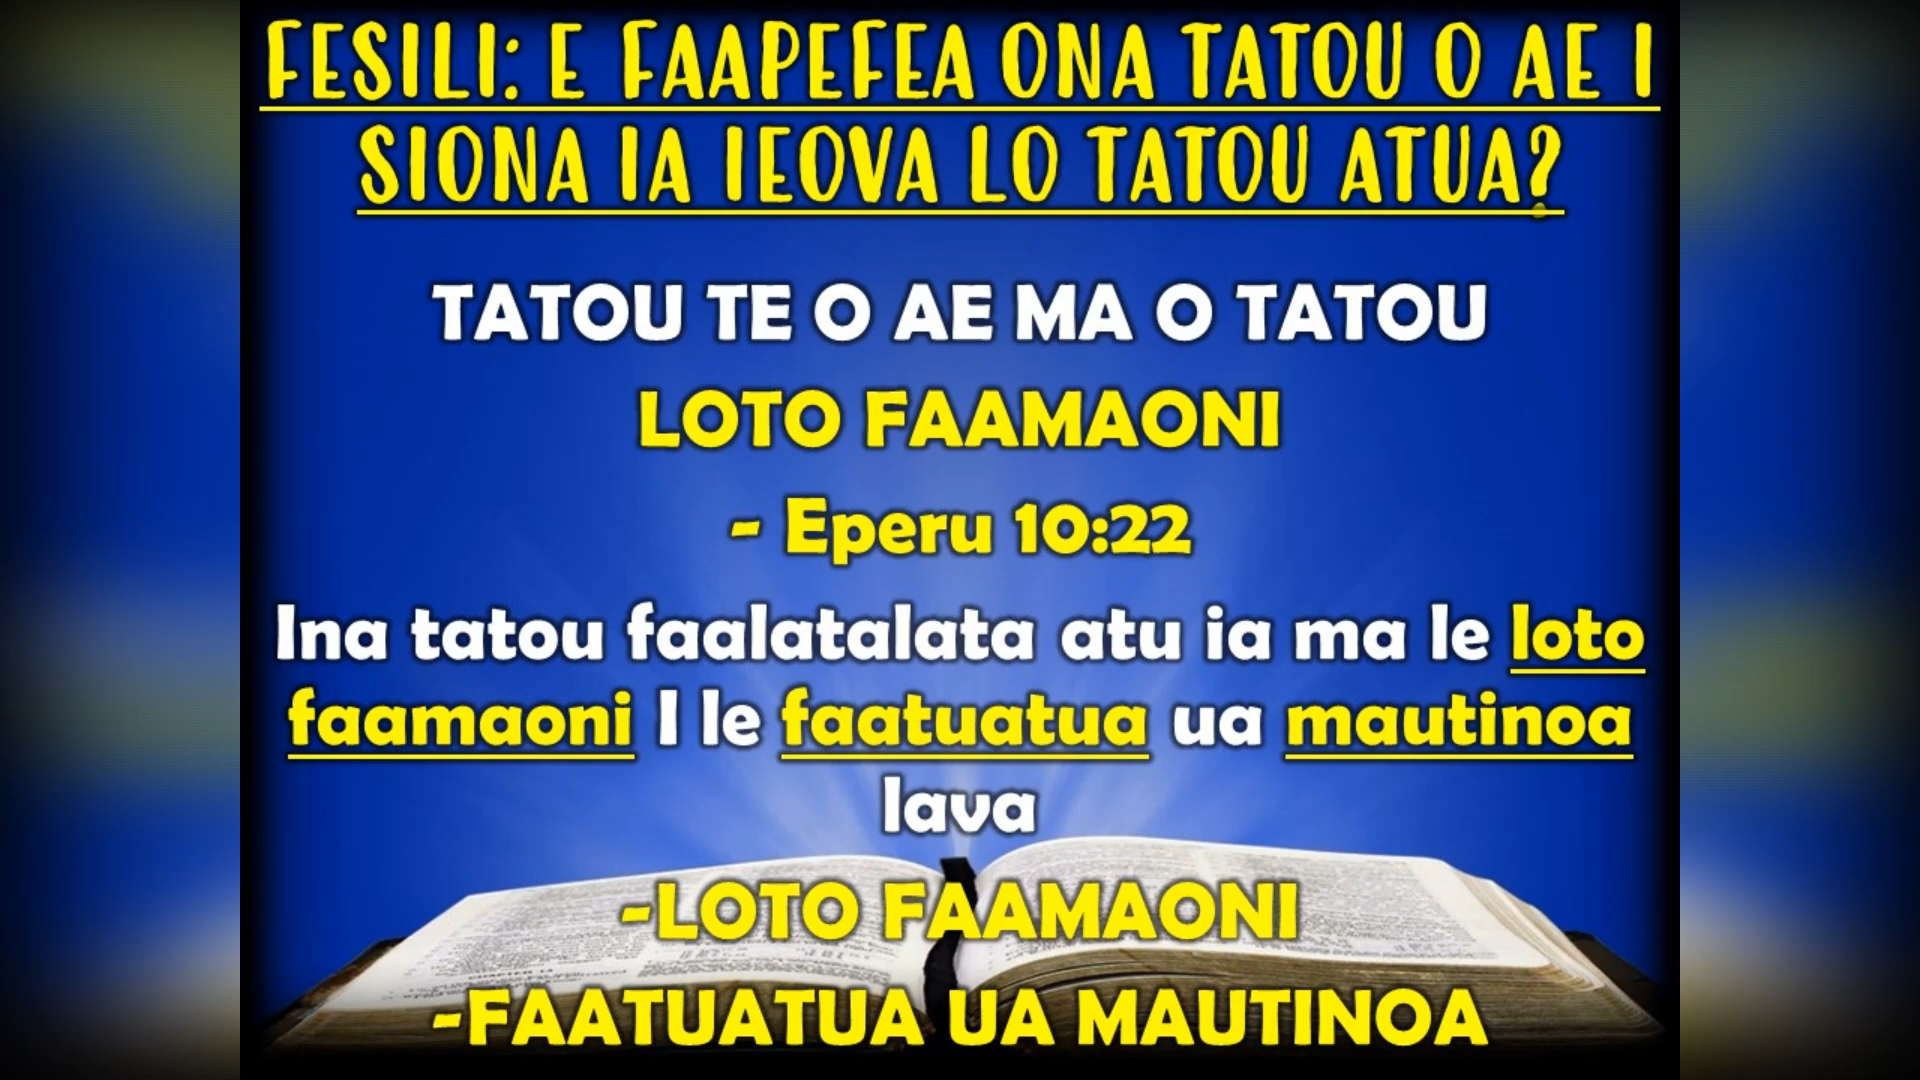 FESILI: E FAAPEFEA ONA TATOU O AE I
SIONA IA IEOVA LO TATOU ATUA?
TATOU TE O AE MA O TATOU
LOTO FAAMAONI
- Eperu 10:22
Ina tatou faalatalata atu ia ma le loto
faamaoni I le faatuatua ua mautinoa
lava
-LOTO FAAMAONI
-FAATUATUA UA MAUTINOA